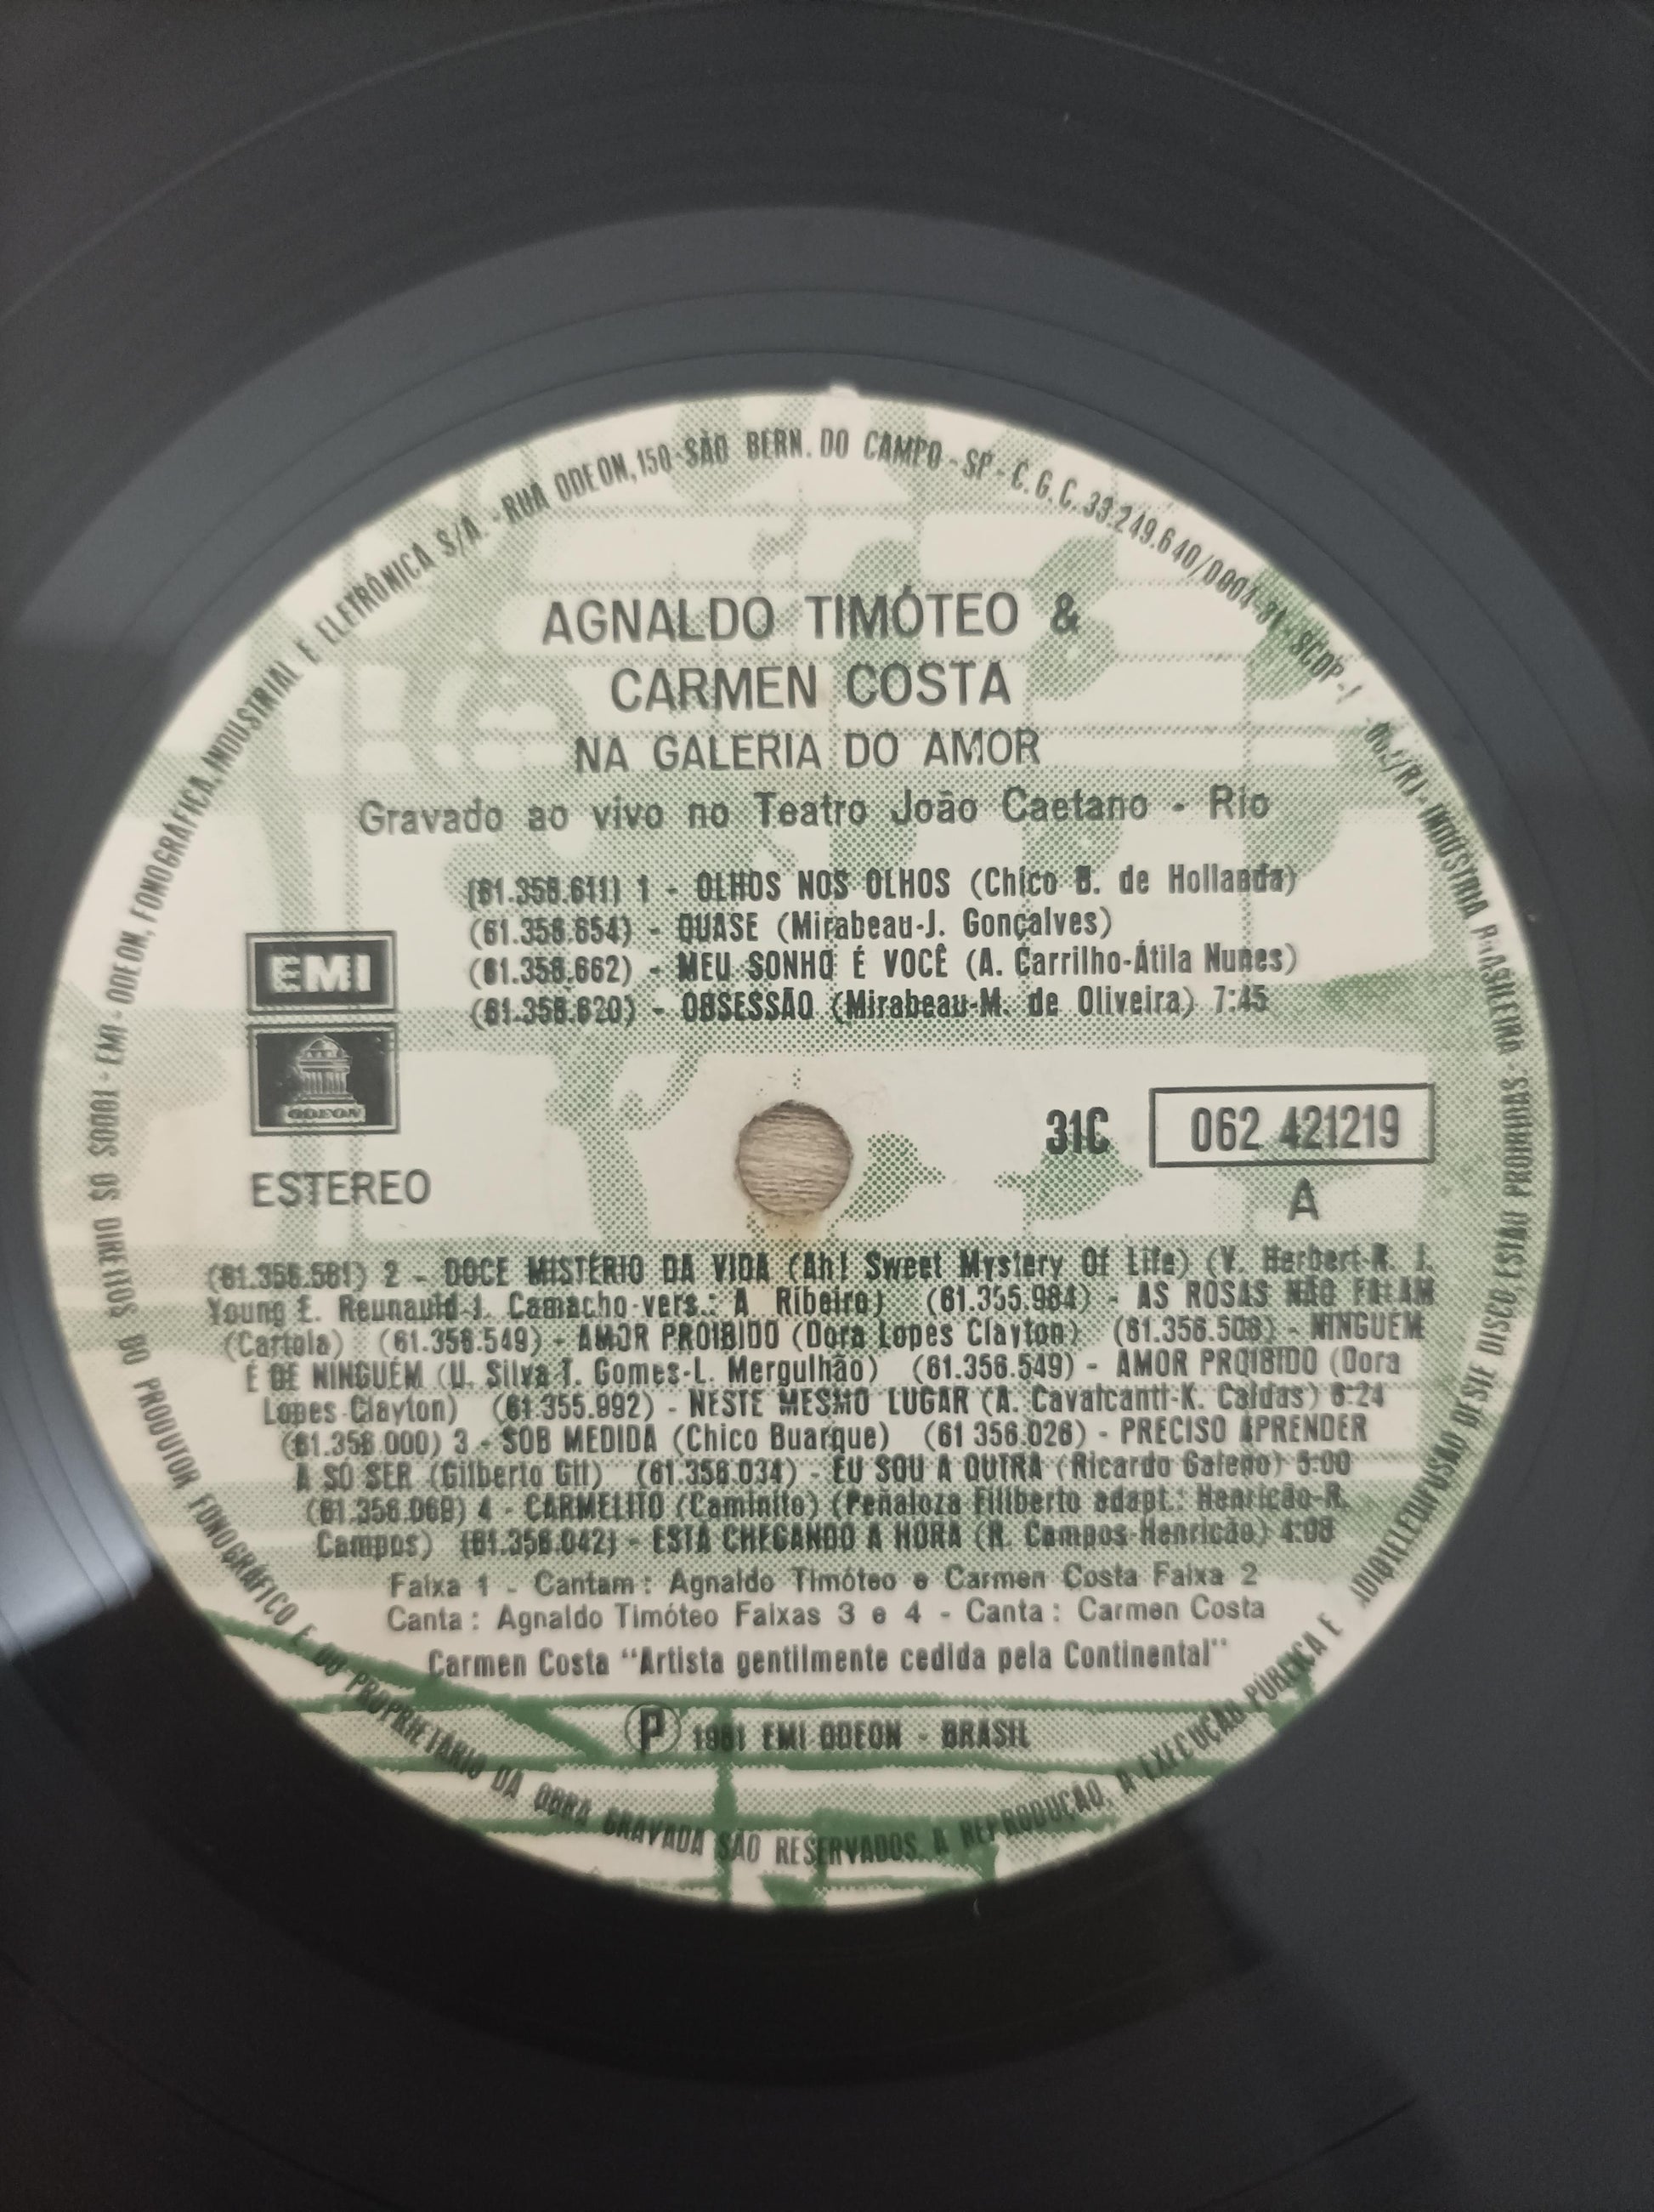 AGNALDO TIMÓTEO &
CARMEN COSTA
NA GALERIA DO AMOR
Gravado ao vivo no Teatro João Caetano - Rio
(61.356.611) 1 - OLHOS NOS OLHOS (Chico B. de Hollanda)
(61.356.654) - QUASE (Mirabeau-J. Gonçalves)
(61.356.662) - MEU SONHO É VOCÊ (A. Carrilho-Átila Nunes)
(61.356.620) - OBSESSÃO (Mirabeau-M. de Oliveira) 7:45
EMI
ODEON
ESTEREO
31C 062 421219
A
(61.356.581) 2 - DOCE MISTÉRIO DA VIDA (Ah! Sweet Mystery Of Life) (V. Herbert-R. J.
Young E. Reunauld-J. Camacho-vers.: A. Ribeiro) (61.355.984) - AS ROSAS NÃO FALAM
(Cartola) (61.356.549) - AMOR PROIBIDO (Dora Lopes Clayton) (61.356.506) - NINGUEM
É DE NINGUÉM (U. Silva T. Gomes-L. Mergulhão) (61.356.549) - AMOR PROIBIDO (Dora
Lopes Clayton) (61.355.992) - NESTE MESMO LUGAR (A. Cavalcanti-K. Caldas) 6:24
(61.356.000) 3 - SOB MEDIDA (Chico Buarque) (61 356.026) - PRECISO APRENDER
A SÓ SER (Gilberto Gil) (61.356.034) - EU SOU A OUTRA (Ricardo Galeno) 5:00
(61.356.069) 4 - CARMELITO (Caminito) (Peñaloza Filiberto adapt.: Henricão-R.
Campos) (61.356.042) - ESTÁ CHEGANDO A HORA (R. Campos-Henricão) 4:08
Faixa 1 - Cantam: Agnaldo Timóteo e Carmen Costa Faixa 2
Canta: Agnaldo Timóteo Faixas 3 e 4 - Canta: Carmen Costa
Carmen Costa "Artista gentilmente cedida pela Continental"
Ⓟ 1981 EMI-ODEON - BRASIL
EMI - ODEON, FONOGRÁFICA, INDUSTRIAL E ELETRÔNICA S/A. - RUA ODEON, 150 - SÃO BERN. DO CAMPO - SP - C.G.C. 33.249.640/0004-31 - SCDP- 062/RJ - INDÚSTRIA BRASILEIRA
TODOS OS DIREITOS DO PRODUTOR FONOGRÁFICO E DO PROPRIETÁRIO DA OBRA GRAVADA SÃO RESERVADOS. A REPRODUÇÃO, A EXECUÇÃO PÚBLICA E RADIOTELEDIFUSÃO DESTE DISCO ESTÃO PROIBIDAS.